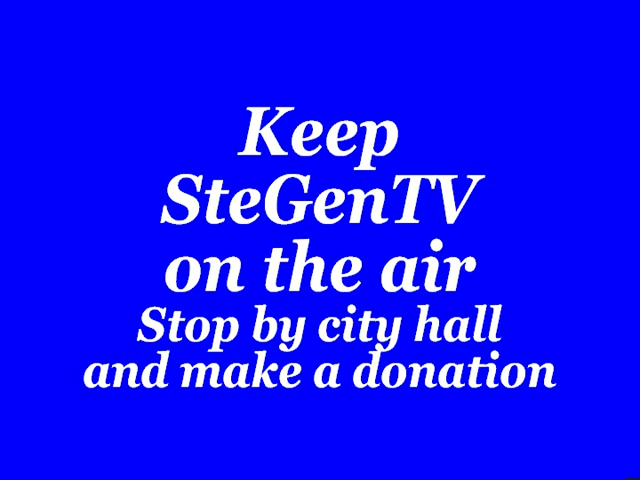 Keep
SteGenTV
on the air
Stop by city hall
and make a donation